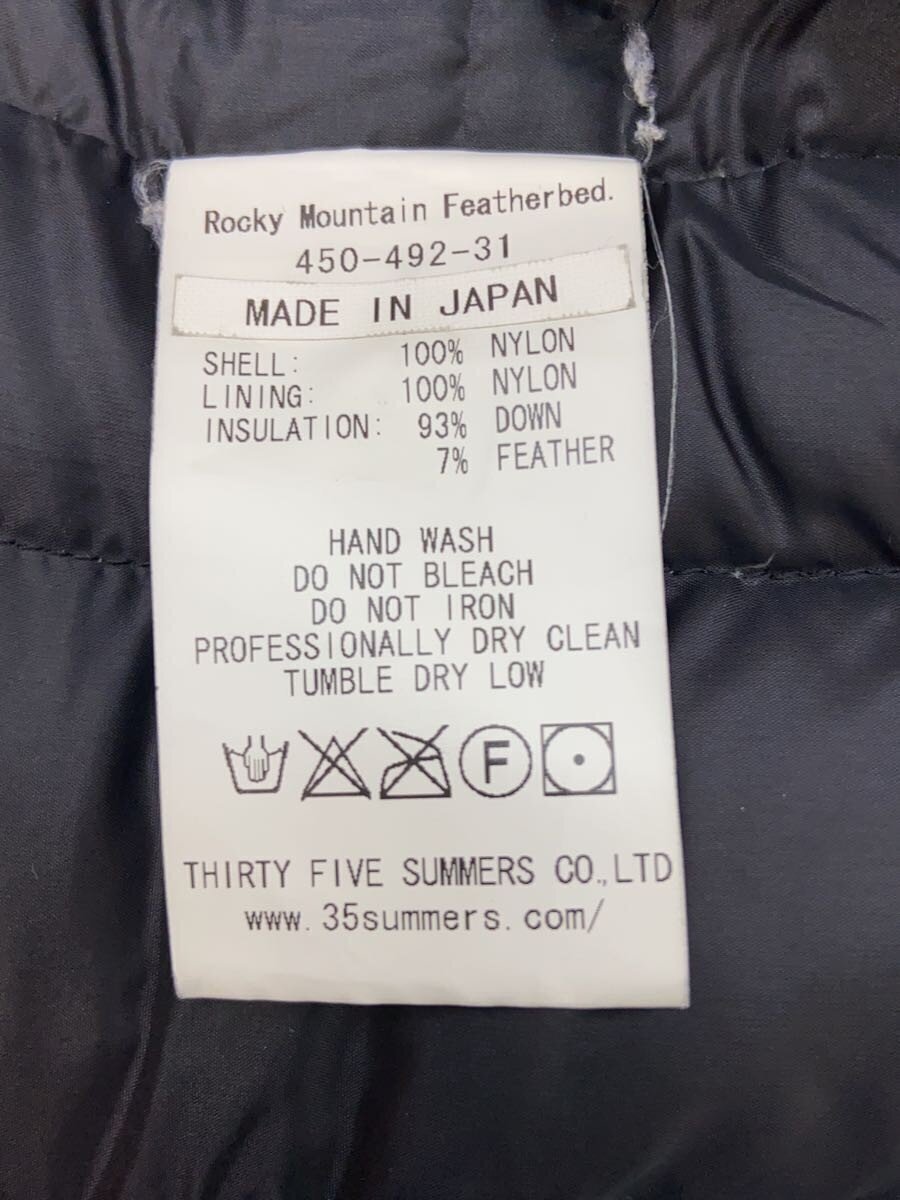 Rocky Mountain Featherbed.
450-492-31
MADE IN JAPAN
SHELL: 100% NYLON
LINING: 100% NYLON
INSULATION: 93% DOWN
7% FEATHER
HAND WASH
DO NOT BLEACH
DO NOT IRON
PROFESSIONALLY DRY CLEAN
TUMBLE DRY LOW
F
THIRTY FIVE SUMMERS CO.,LTD
www.35summers.com/